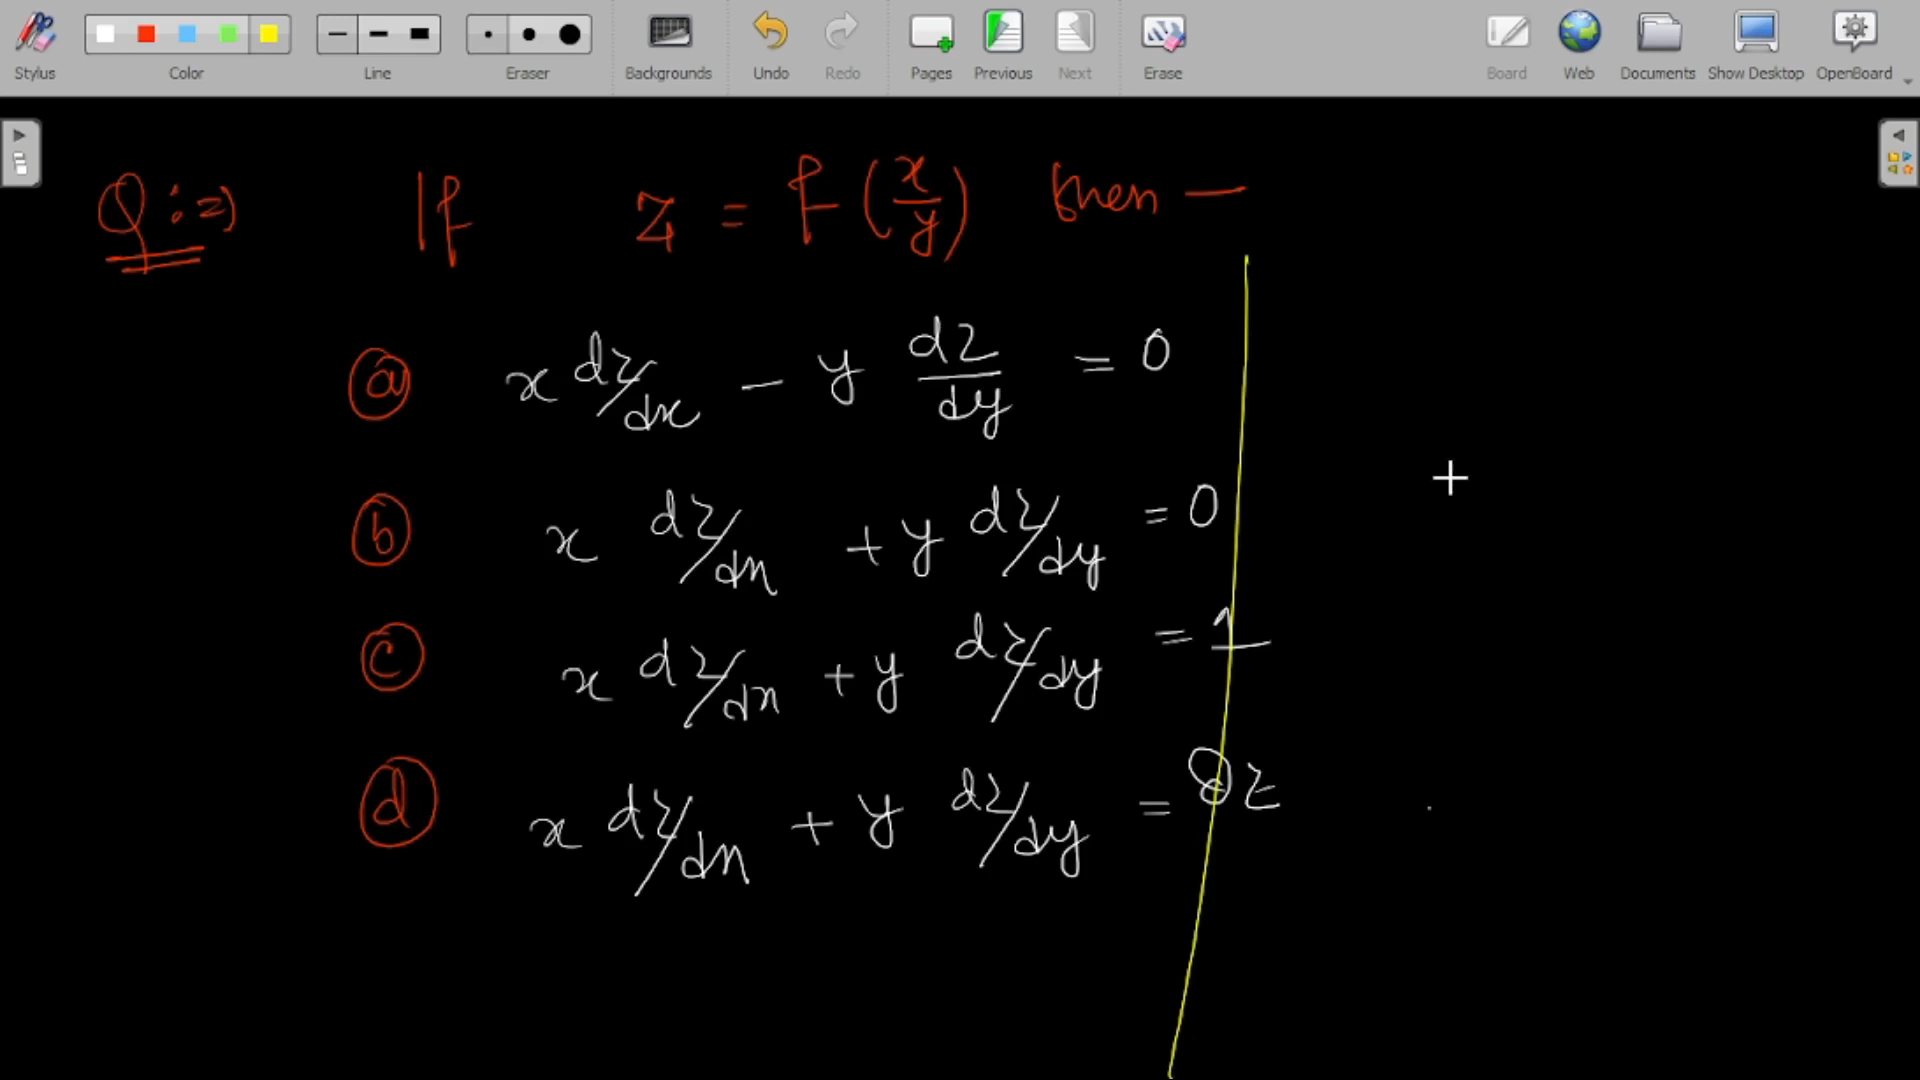 Stylus Color Line Eraser Backgrounds Undo Redo Pages Previous Next Erase Board Web Documents Show Desktop OpenBoard
Q:2) If z = f(x/y) then —
(a) x dz/dx - y dz/dy = 0
(b) x dz/dx + y dz/dy = 0
(c) x dz/dx + y dz/dy = 1
(d) x dz/dx + y dz/dy = 2z